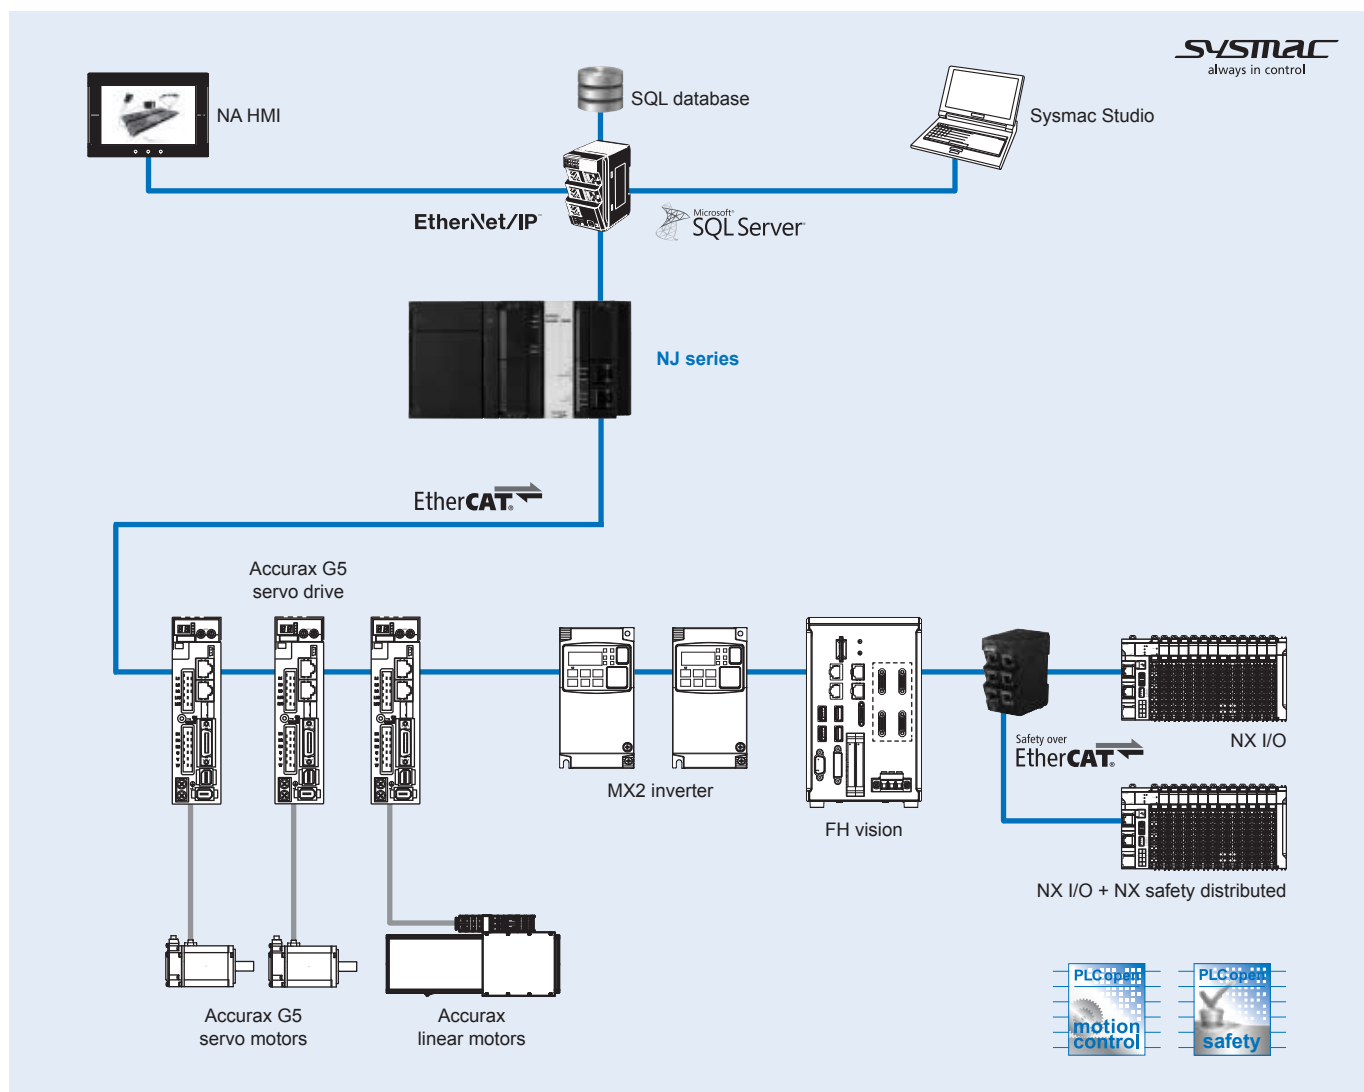 sysmac
always in control
NA HMI
SQL database
Sysmac Studio
EtherNet/IP™
Microsoft®
SQL Server™
NJ series
EtherCAT®
Accurax G5
servo drive
MX2 inverter
FH vision
Safety over
EtherCAT®
NX I/O
NX I/O + NX safety distributed
Accurax G5
servo motors
Accurax
linear motors
PLCopen
motion
control
PLCopen
safety